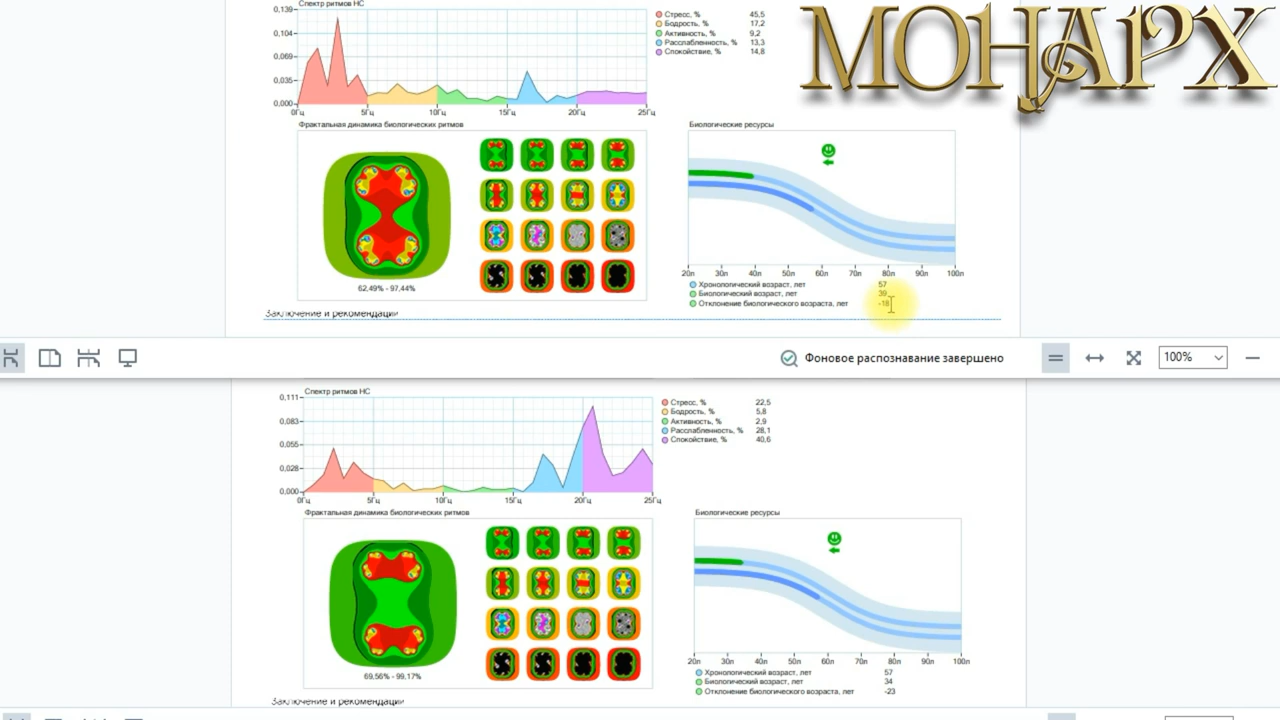 Спектр ритмов НС
0,139
0,104
0,069
0,035
0,000
0Гц 5Гц 10Гц 15Гц 20Гц 25Гц
Стресс, % 45,5
Бодрость, % 17,2
Активность, % 9,2
Расслабленность, % 13,3
Спокойствие, % 14,8
МОНАРХ
Фрактальная динамика биологических ритмов
62,49% - 97,44%
Биологические ресурсы
20л 30л 40л 50л 60л 70л 80л 90л 100л
Хронологический возраст, лет 57
Биологический возраст, лет 39
Отклонение биологического возраста, лет -18
Заключение и рекомендации
Фоновое распознавание завершено
100%
Спектр ритмов НС
0,111
0,083
0,055
0,028
0,000
0Гц 5Гц 10Гц 15Гц 20Гц 25Гц
Стресс, % 22,5
Бодрость, % 5,8
Активность, % 2,9
Расслабленность, % 28,1
Спокойствие, % 40,6
Фрактальная динамика биологических ритмов
69,56% - 99,17%
Биологические ресурсы
20л 30л 40л 50л 60л 70л 80л 90л 100л
Хронологический возраст, лет 57
Биологический возраст, лет 34
Отклонение биологического возраста, лет -23
Заключение и рекомендации